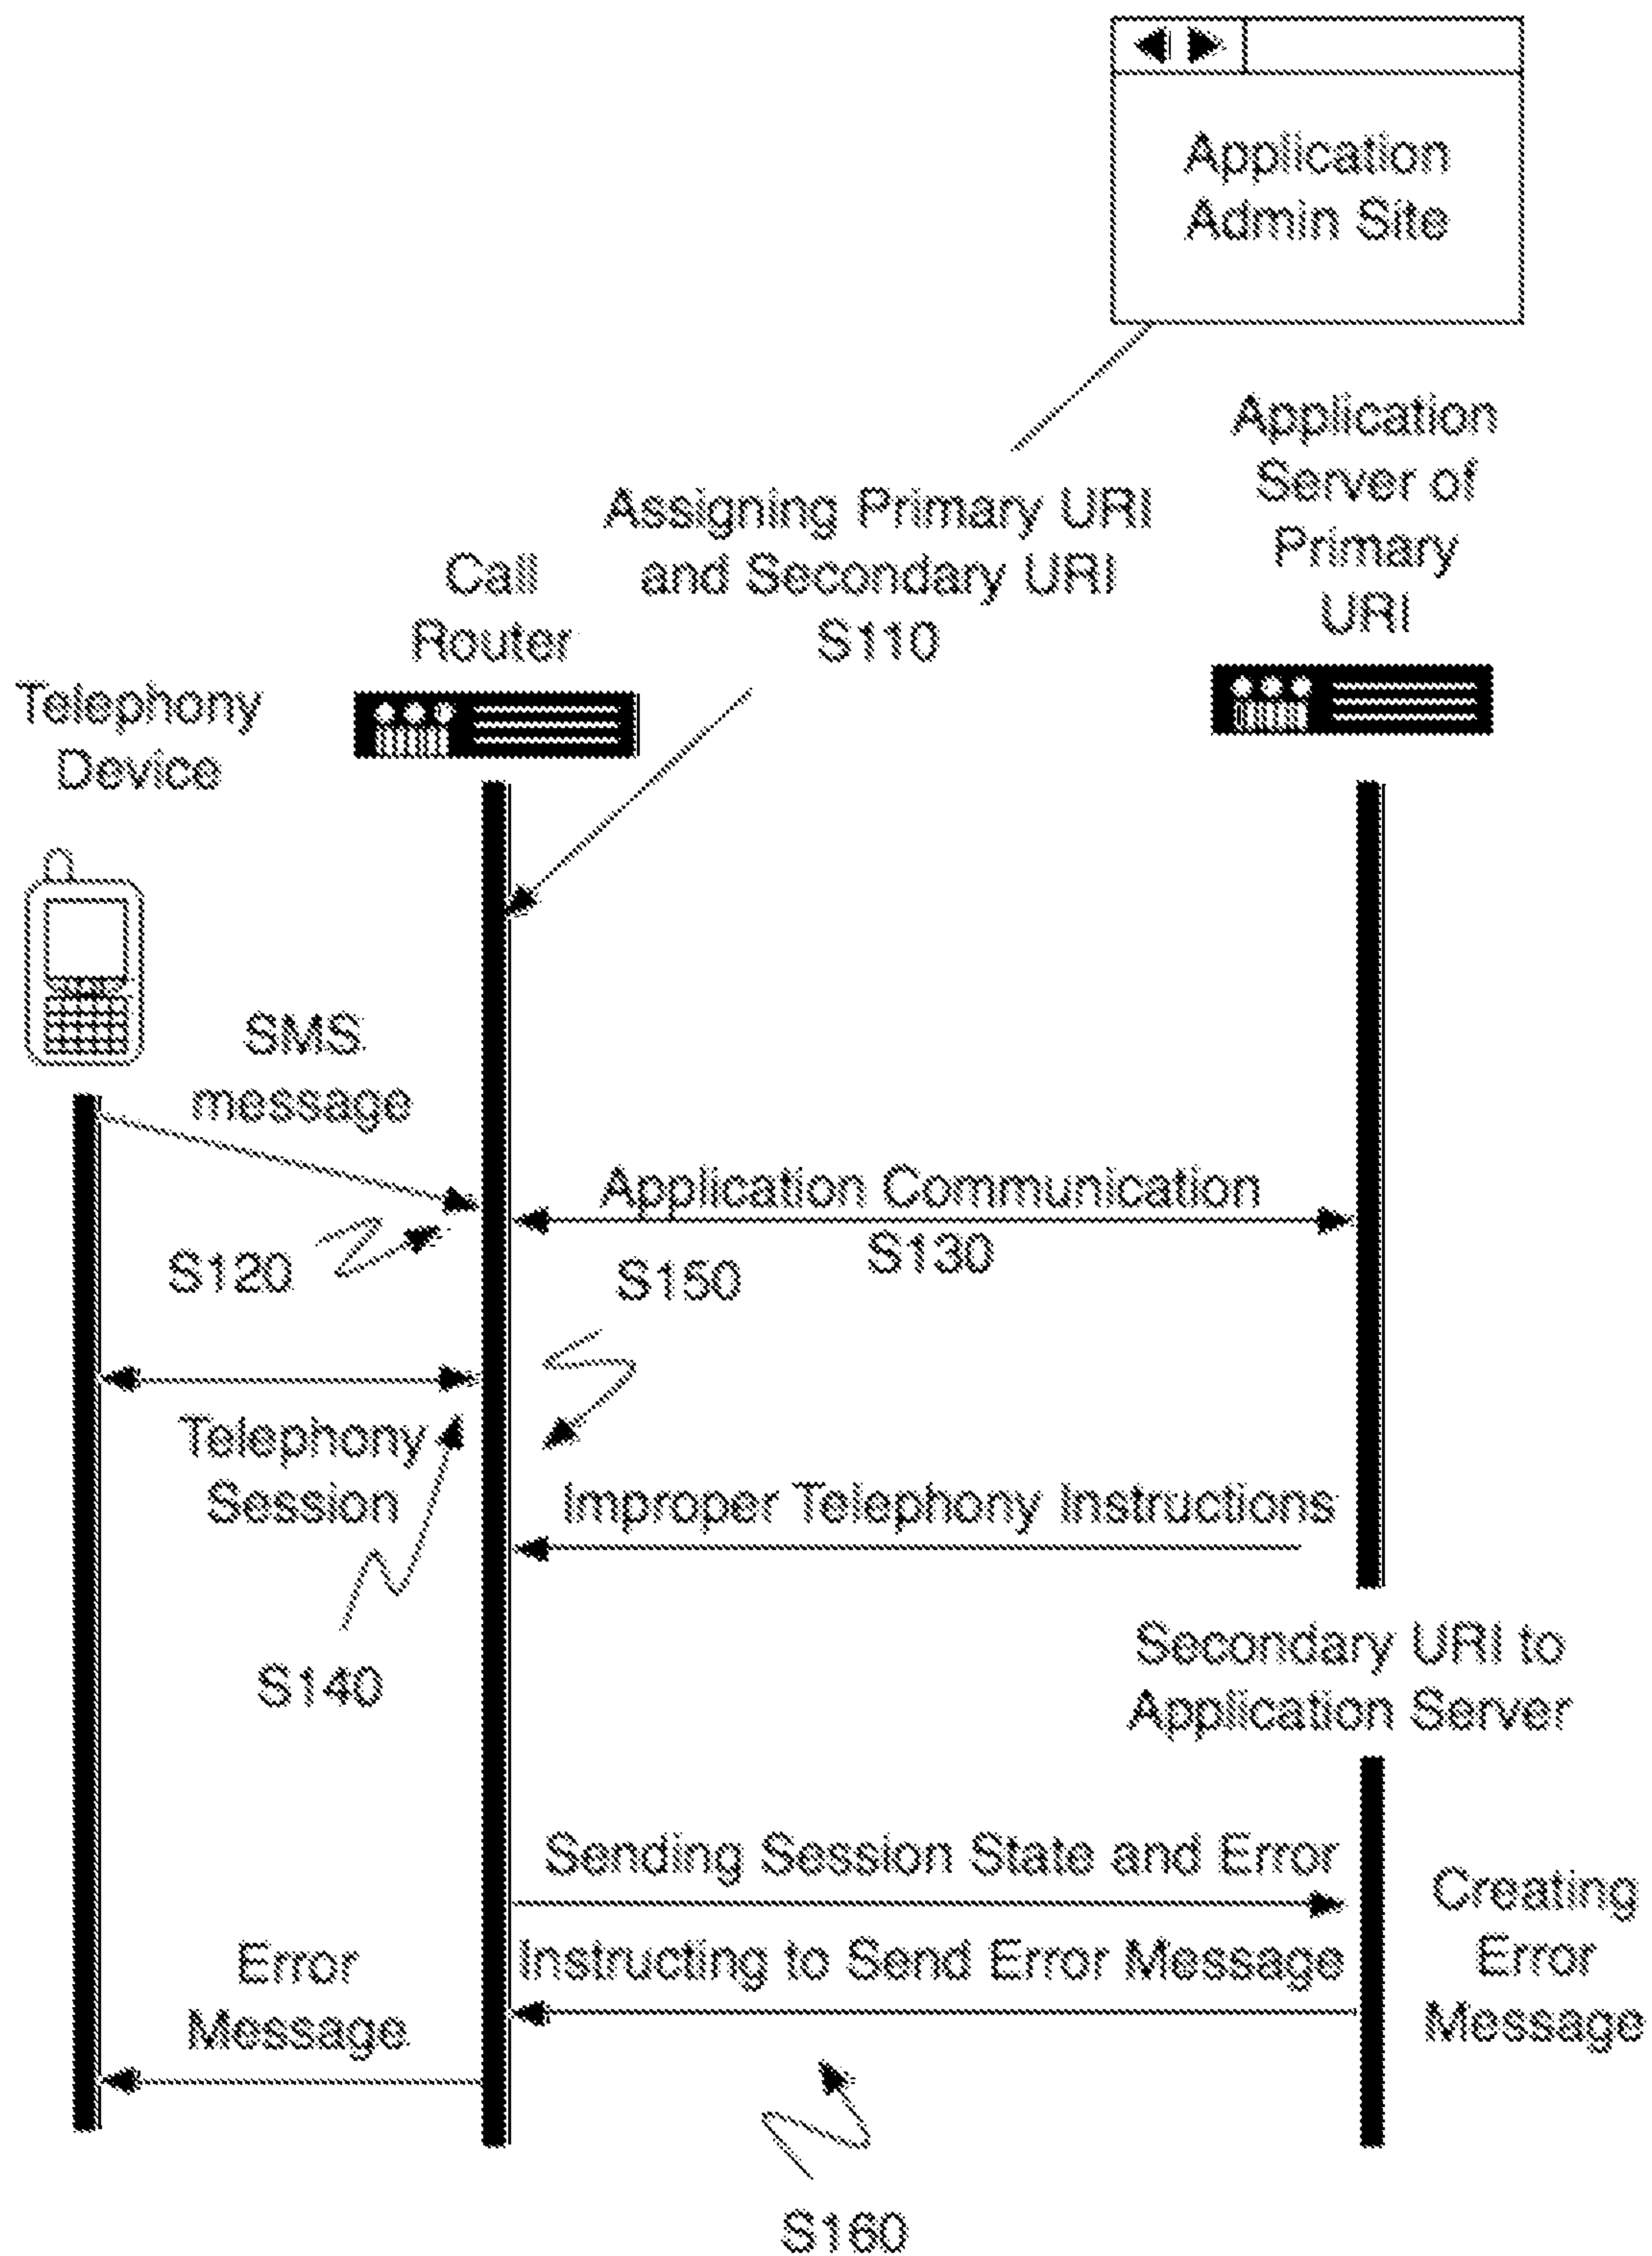 Application
Admin Site
Application
Server of
Primary
URI
Assigning Primary URI
and Secondary URI
S110
Call
Router
Telephony
Device
SMS
message
Application Communication
S130
S120
S150
Telephony
Session
Improper Telephony Instructions
S140
Secondary URI to
Application Server
Sending Session State and Error
Creating
Error
Message
Instructing to Send Error Message
Error
Message
S160